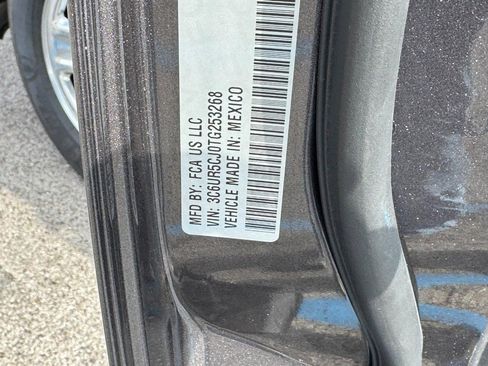 MFD BY: FCA US LLC
VIN: 3C6UR5CJ0TG253268
VEHICLE MADE IN: MEXICO